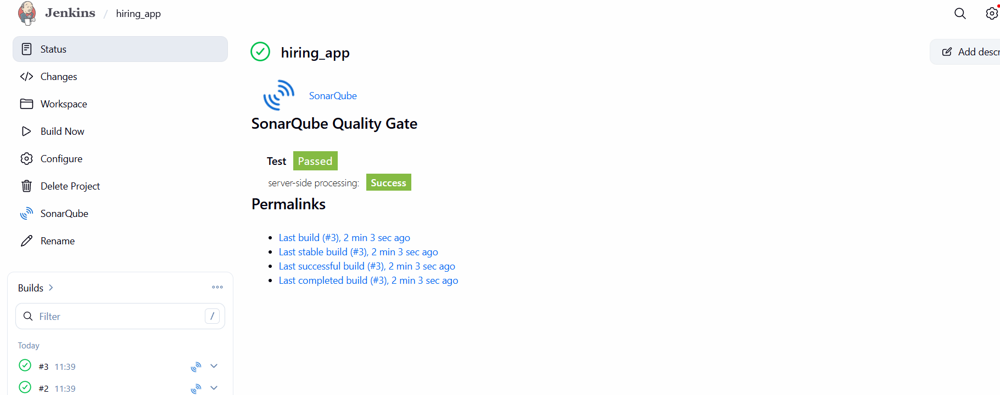 Jenkins / hiring_app
Status
Changes
Workspace
Build Now
Configure
Delete Project
SonarQube
Rename
Builds
Filter /
Today
#3 11:39
#2 11:39
Add descr
hiring_app
SonarQube
SonarQube Quality Gate
Test Passed
server-side processing: Success
Permalinks
Last build (#3), 2 min 3 sec ago
Last stable build (#3), 2 min 3 sec ago
Last successful build (#3), 2 min 3 sec ago
Last completed build (#3), 2 min 3 sec ago